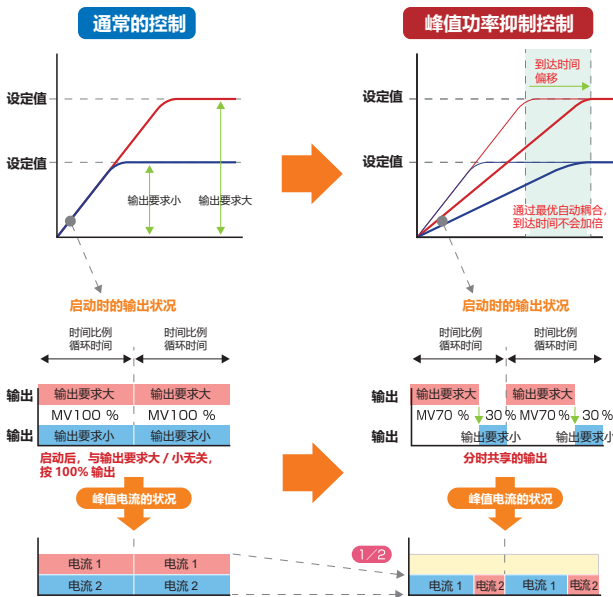 通常的控制
峰值功率抑制控制
设定值
设定值
输出要求小
输出要求大
设定值
设定值
到达时间
偏移
通过最优自动耦合，
到达时间不会加倍
启动时的输出状况
启动时的输出状况
时间比例
循环时间
时间比例
循环时间
时间比例
循环时间
时间比例
循环时间
输出
输出要求大
输出要求大
MV100 %
MV100 %
输出
输出要求小
输出要求小
启动后，与输出要求大 / 小无关，
按 100% 输出
输出
输出要求大
输出要求大
MV70 %
30 %
MV70 %
30 %
输出
输出要求小
输出要求小
分时共享的输出
峰值电流的状况
峰值电流的状况
电流 1
电流 1
电流 2
电流 2
1／2
电流 1
电流 2
电流 1
电流 2